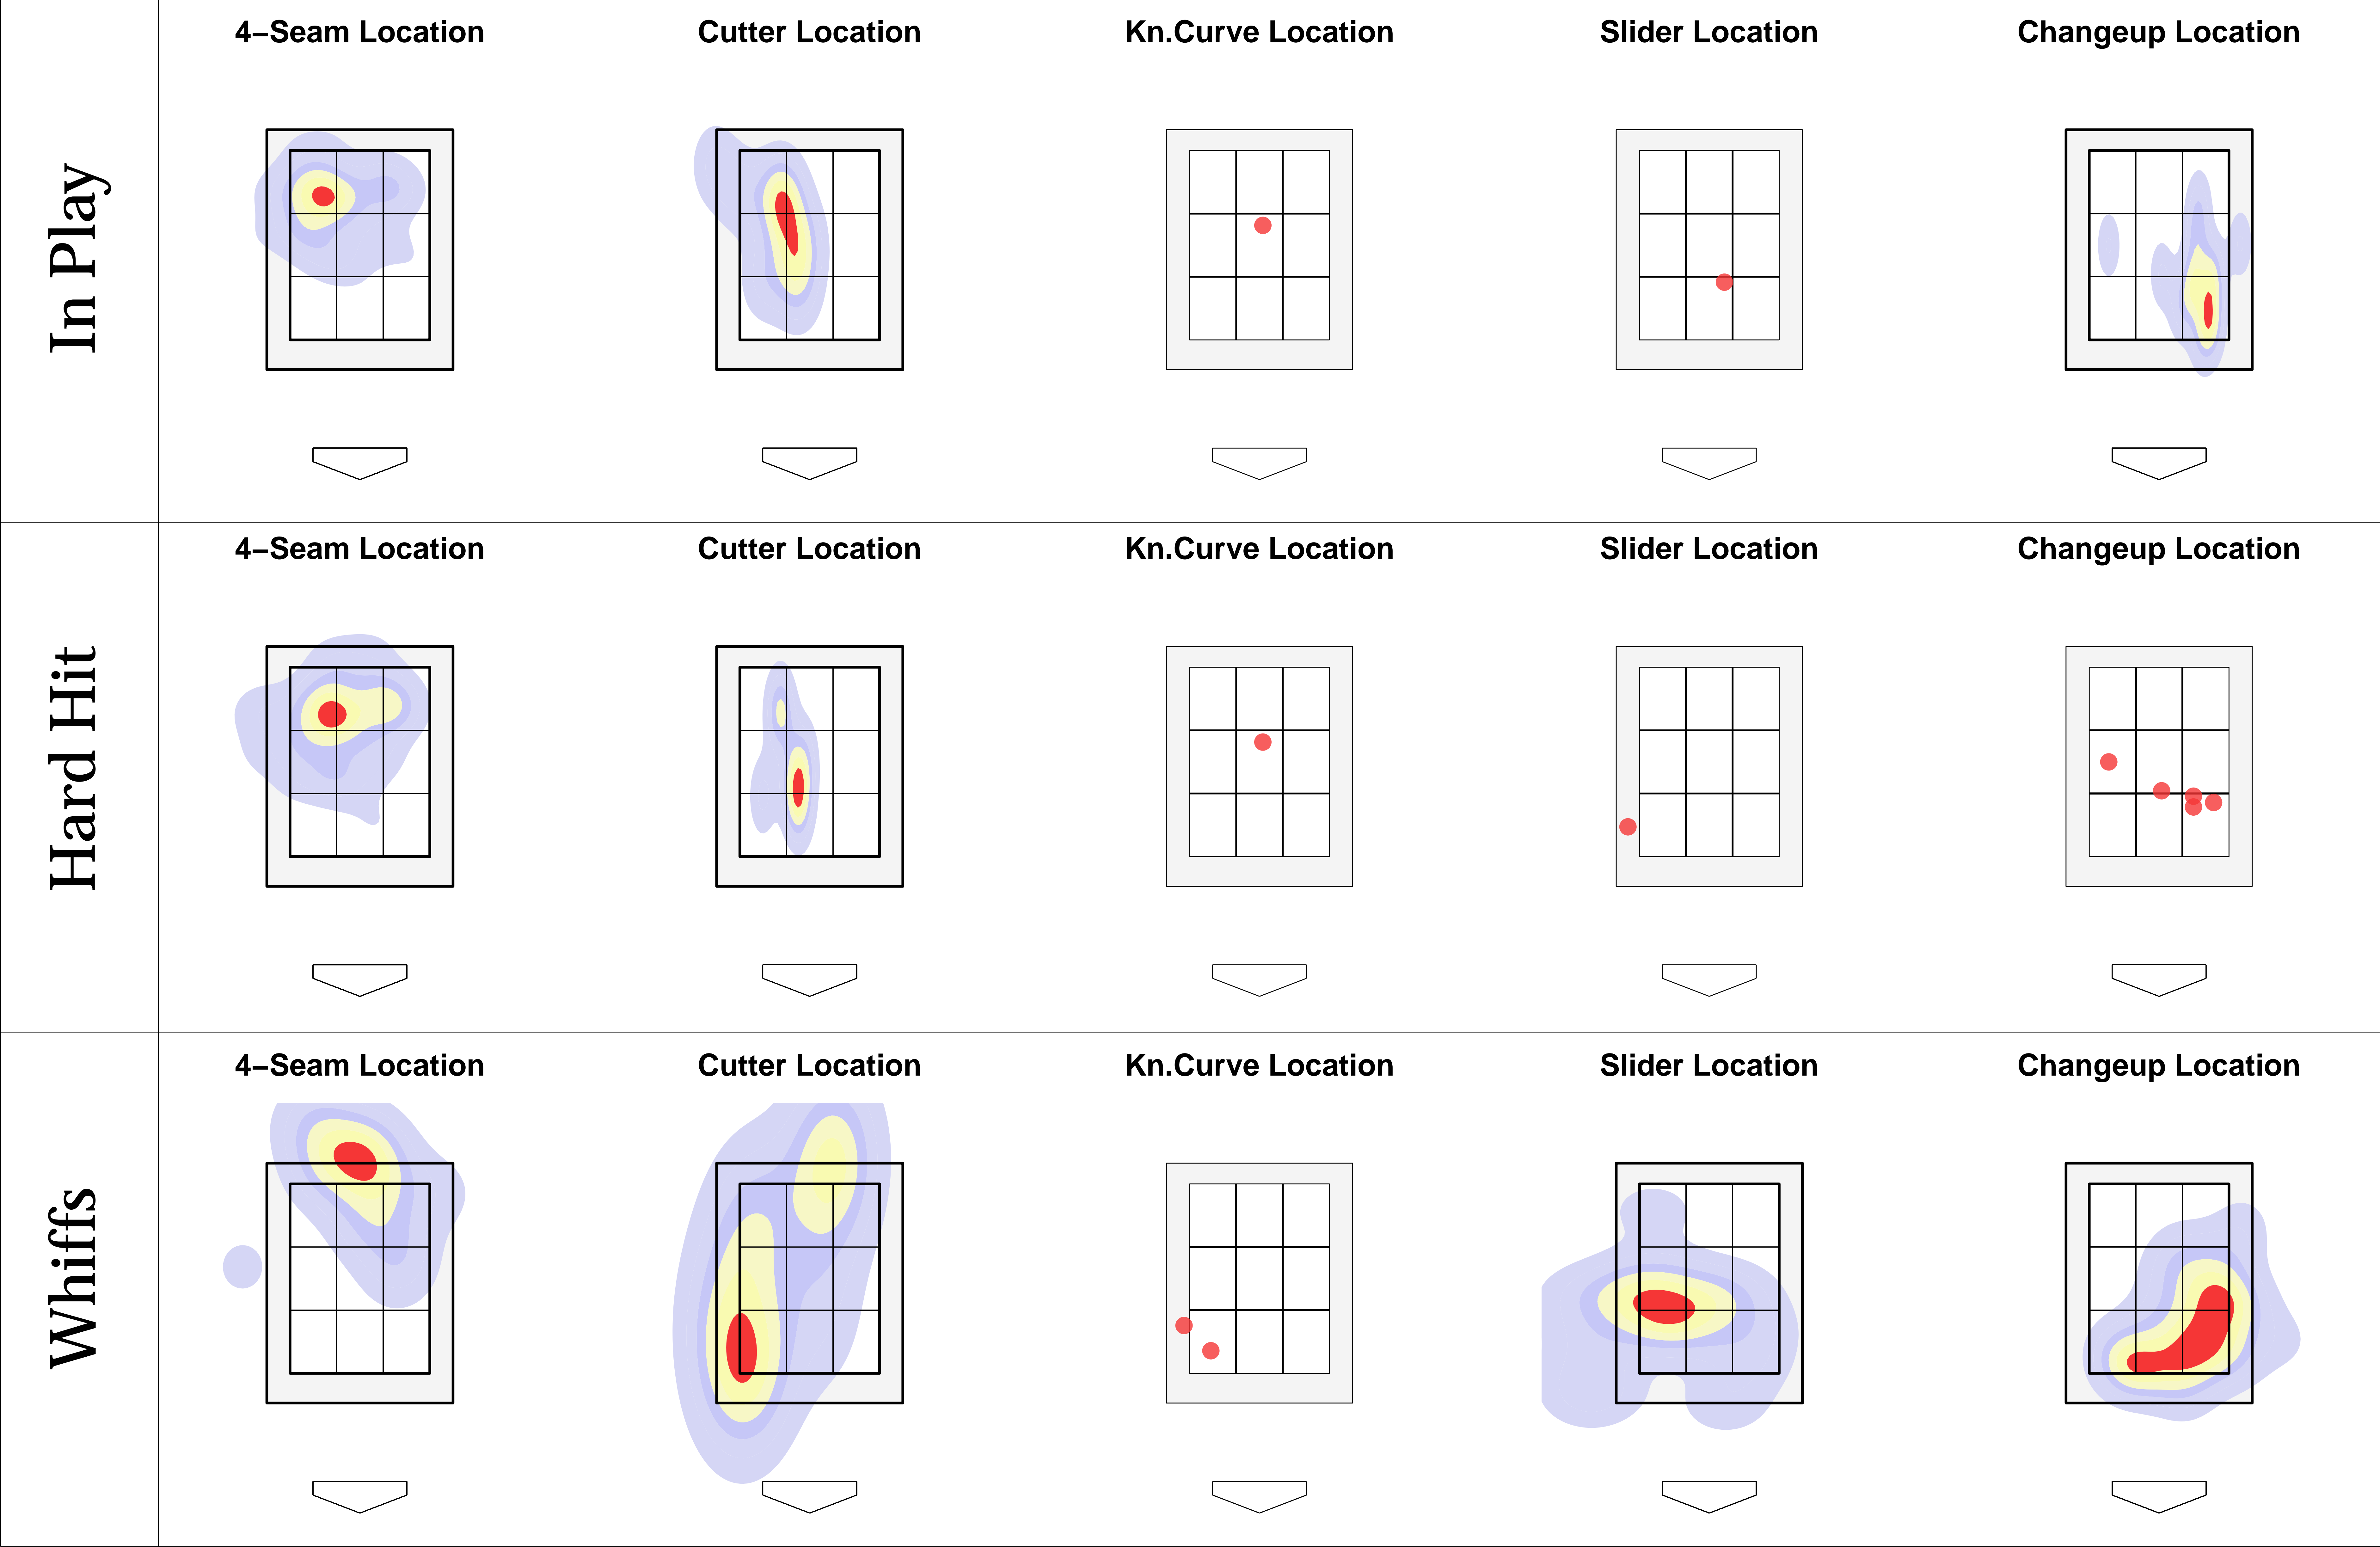 In Play
4–Seam Location
Cutter Location
Kn.Curve Location
Slider Location
Changeup Location
Hard Hit
4–Seam Location
Cutter Location
Kn.Curve Location
Slider Location
Changeup Location
Whiffs
4–Seam Location
Cutter Location
Kn.Curve Location
Slider Location
Changeup Location